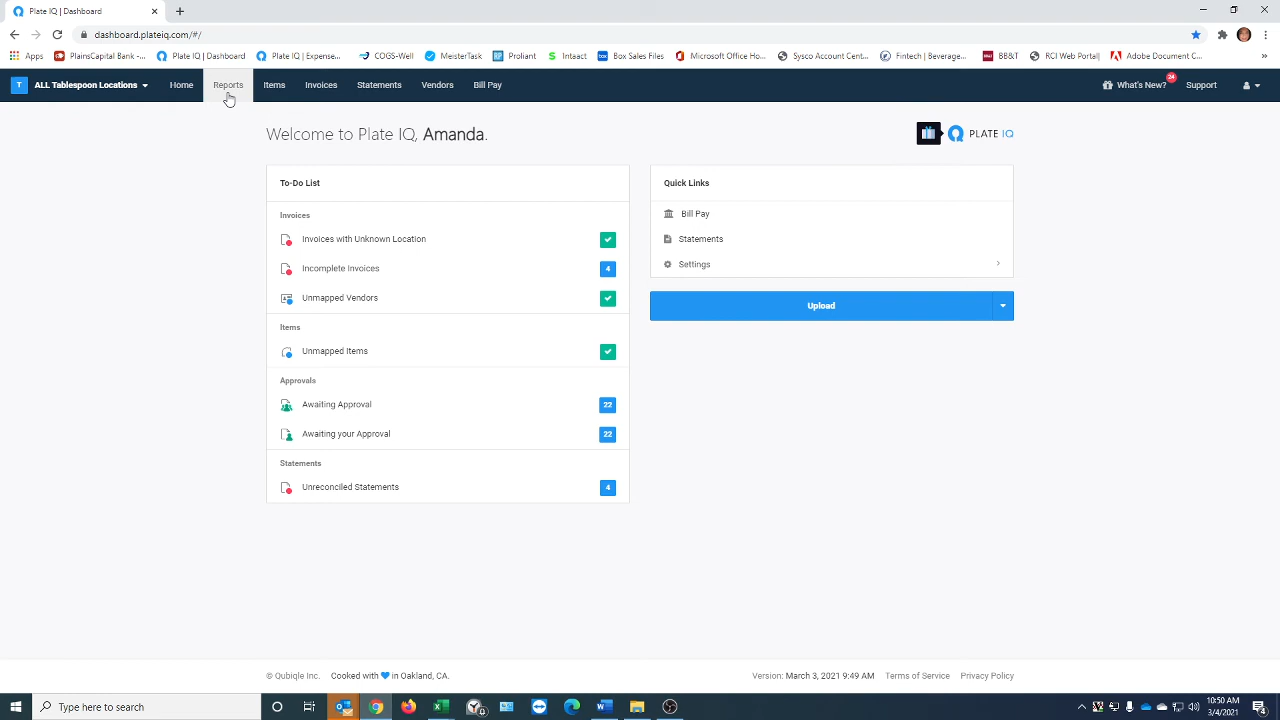 Plate IQ | Dashboard
dashboard.plateiq.com/#/
Apps PlainsCapital Bank -... Plate IQ | Dashboard Plate IQ | Expense... COGS-Well MeisterTask Proliant Intacct Box Sales Files Microsoft Office Ho... Sysco Account Cent... Fintech | Beverage... BB&T RCI Web Portal Adobe Document C...
T ALL Tablespoon Locations Home Reports Items Invoices Statements Vendors Bill Pay What's New? 24 Support
Welcome to Plate IQ, Amanda.
PLATE IQ
To-Do List
Invoices
Invoices with Unknown Location
Incomplete Invoices 4
Unmapped Vendors
Items
Unmapped Items
Approvals
Awaiting Approval 22
Awaiting your Approval 22
Statements
Unreconciled Statements 4
Quick Links
Bill Pay
Statements
Settings
Upload
© Qubiqle Inc. Cooked with in Oakland, CA.
Version: March 3, 2021 9:49 AM Terms of Service Privacy Policy
Type here to search
10:50 AM
3/4/2021